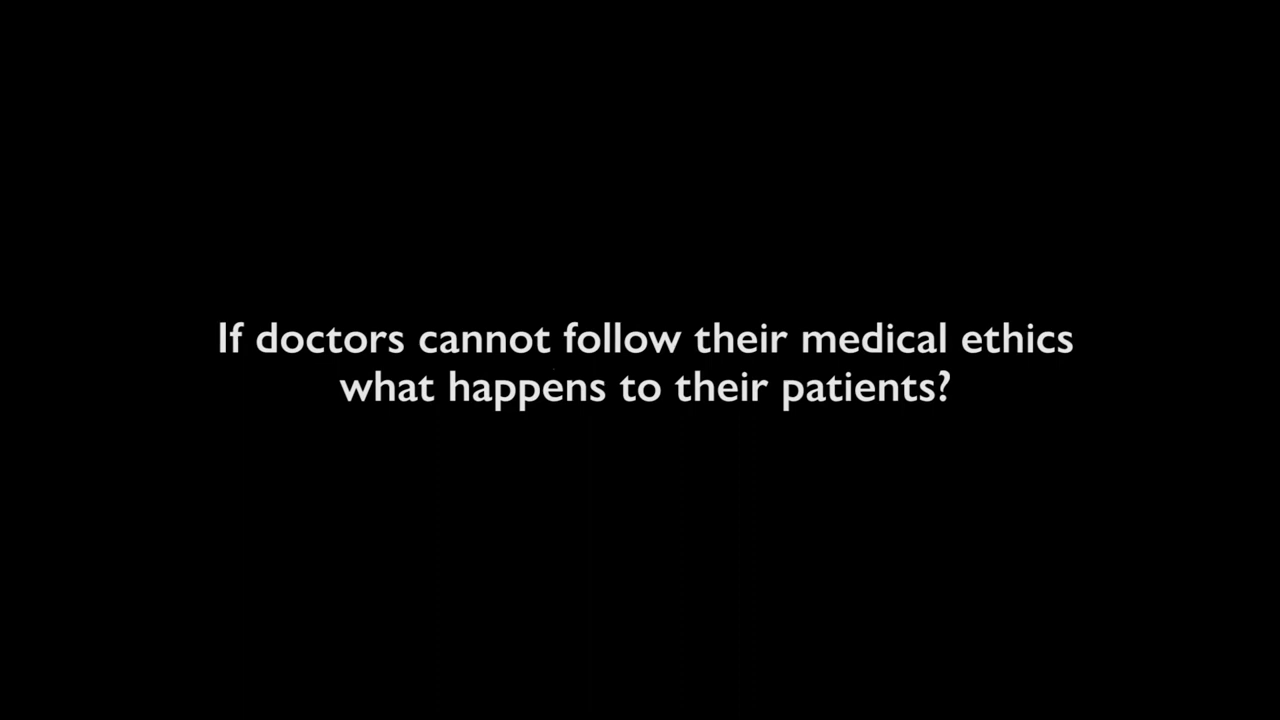 If doctors cannot follow their medical ethics
what happens to their patients?